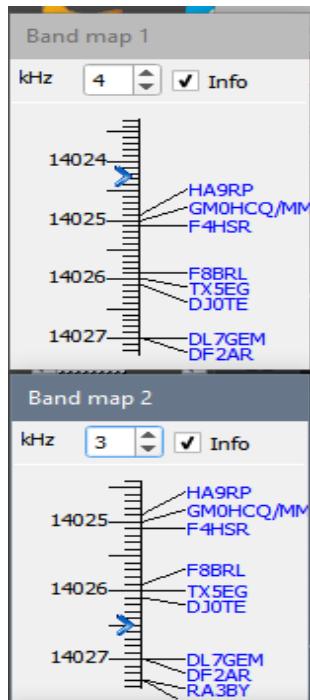 Band map 1
kHz 4 Info
14024
HA9RP
GM0HCQ/MM
14025
F4HSR
F8BRL
14026
TX5EG
DJ0TE
14027
DL7GEM
DF2AR
Band map 2
kHz 3 Info
HA9RP
GM0HCQ/MM
14025
F4HSR
F8BRL
14026
TX5EG
DJ0TE
14027
DL7GEM
DF2AR
RA3BY